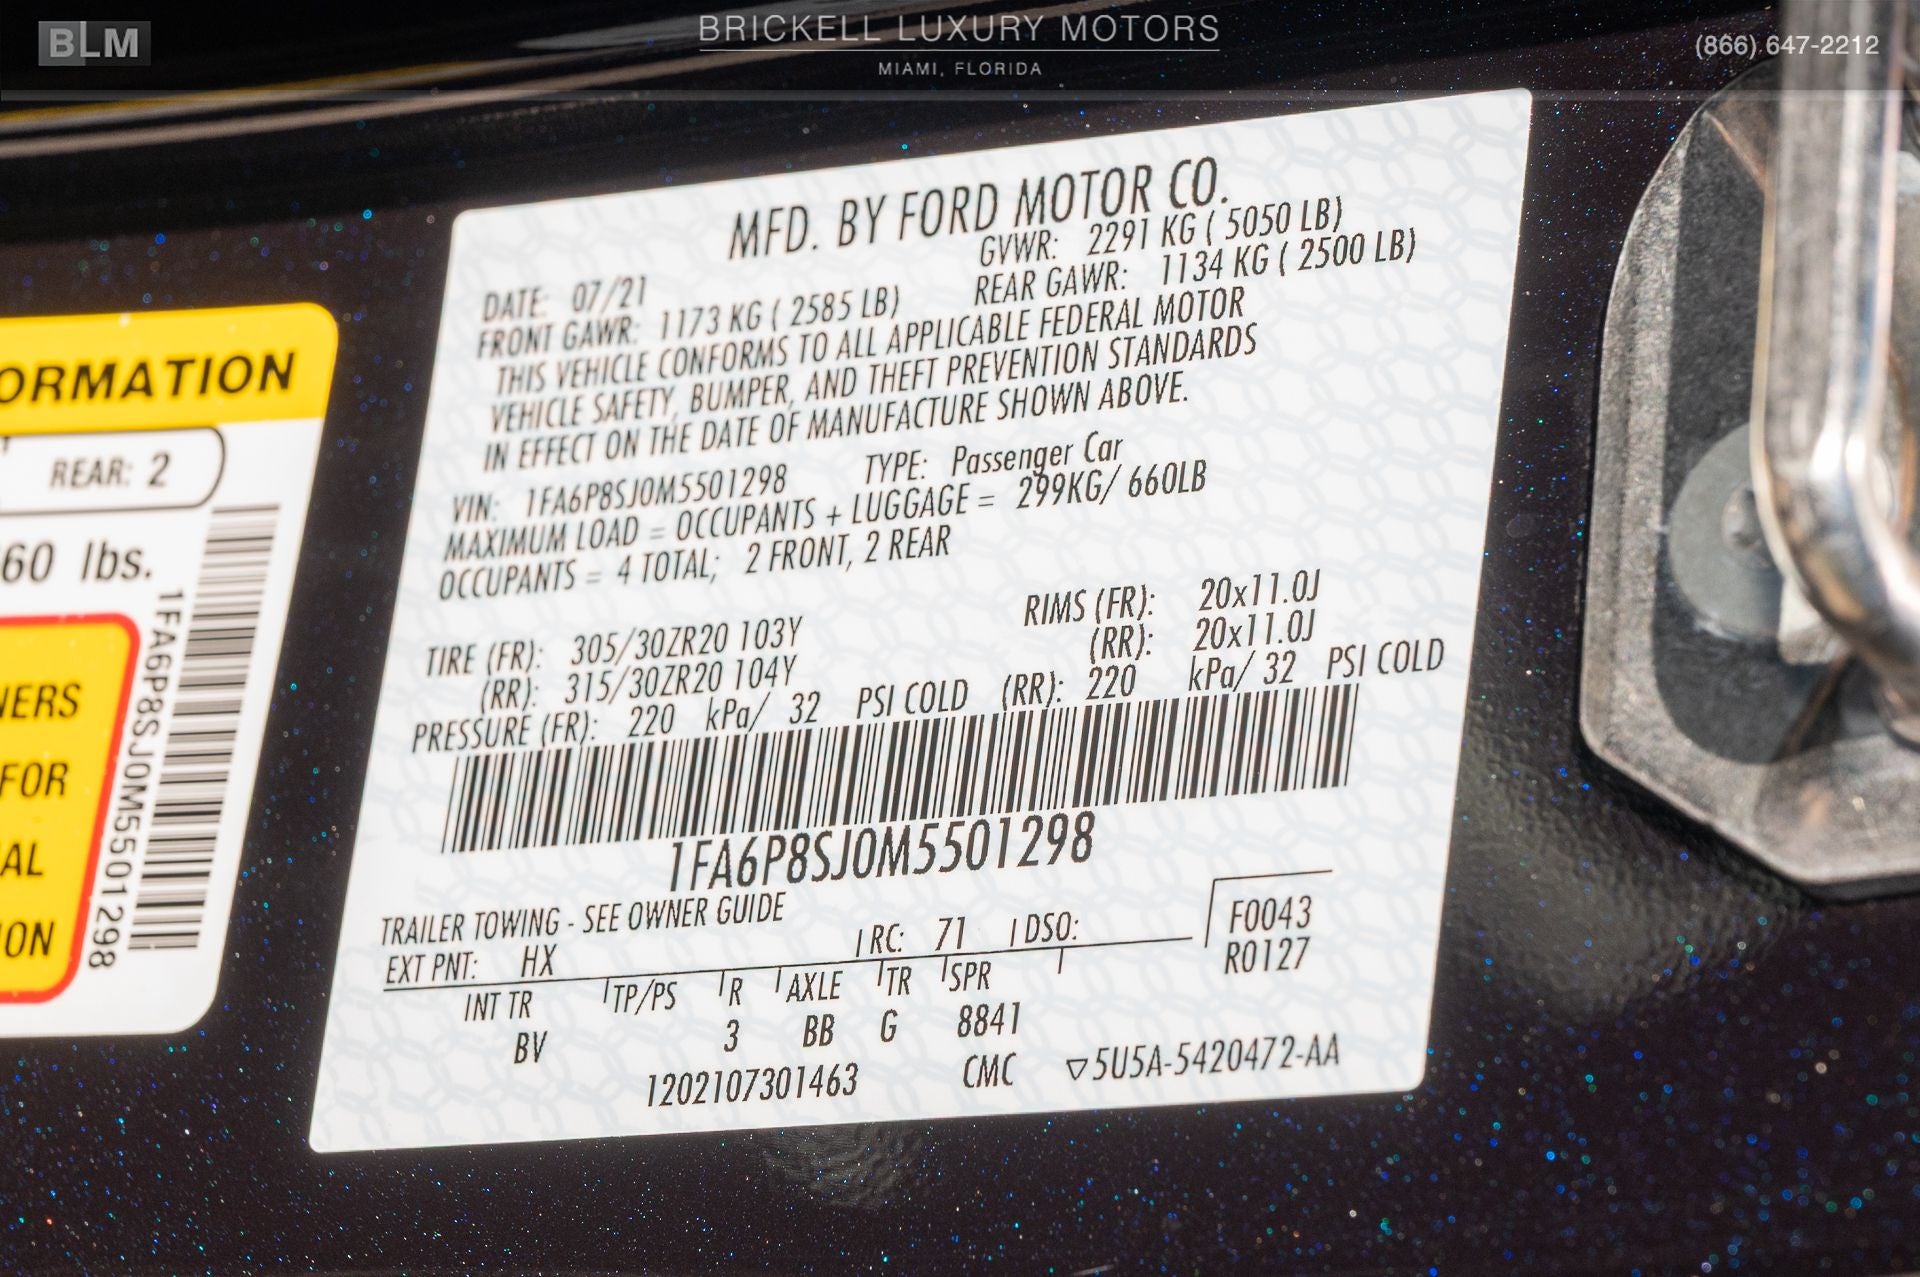 BLM
BRICKELL LUXURY MOTORS
MIAMI, FLORIDA
(866) 647-2212
ORMATION
REAR: 2
60 lbs.
NERS
FOR
AL
ION
1FA6P8SJ0M5501298
MFD. BY FORD MOTOR CO.
GVWR: 2291 KG ( 5050 LB)
DATE: 07/21
FRONT GAWR: 1173 KG ( 2585 LB) REAR GAWR: 1134 KG ( 2500 LB)
THIS VEHICLE CONFORMS TO ALL APPLICABLE FEDERAL MOTOR
VEHICLE SAFETY, BUMPER, AND THEFT PREVENTION STANDARDS
IN EFFECT ON THE DATE OF MANUFACTURE SHOWN ABOVE.
VIN: 1FA6P8SJ0M5501298 TYPE: Passenger Car
MAXIMUM LOAD = OCCUPANTS + LUGGAGE = 299KG/ 660LB
OCCUPANTS = 4 TOTAL; 2 FRONT, 2 REAR
TIRE (FR): 305/30ZR20 103Y RIMS (FR): 20x11.0J
(RR): 315/30ZR20 104Y (RR): 20x11.0J
PRESSURE (FR): 220 kPa/ 32 PSI COLD (RR): 220 kPa/ 32 PSI COLD
1FA6P8SJ0M5501298
TRAILER TOWING - SEE OWNER GUIDE
EXT PNT: HX RC: 71 DSO: F0043
R0127
INT TR TP/PS R AXLE TR SPR
BV 3 BB G 8841
1202107301463 CMC ▽5U5A-5420472-AA